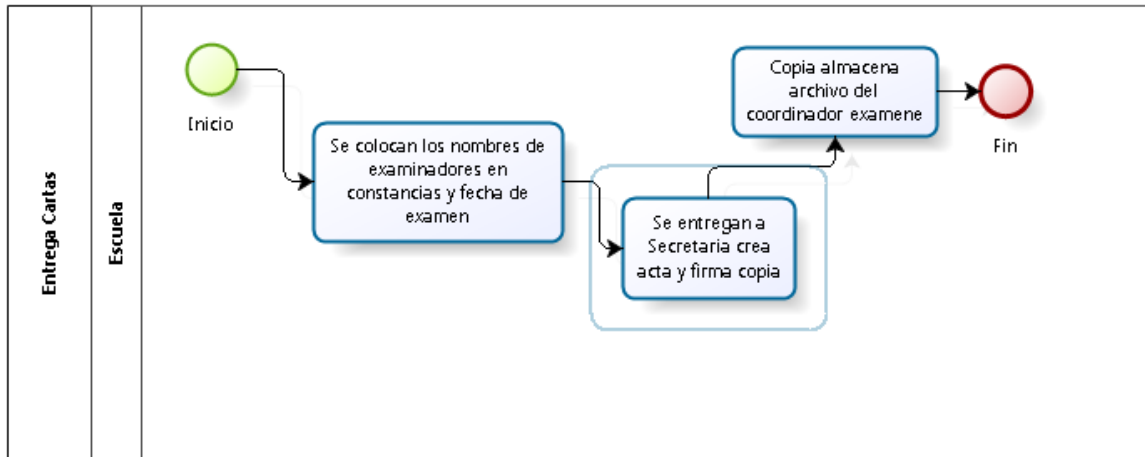 Entrega Cartas
Escuela
Inicio
Se colocan los nombres de
examinadores en
constancias y fecha de
examen
Se entregan a
Secretaria crea
acta y firma copia
Copia almacena
archivo del
coordinador examene
Fin